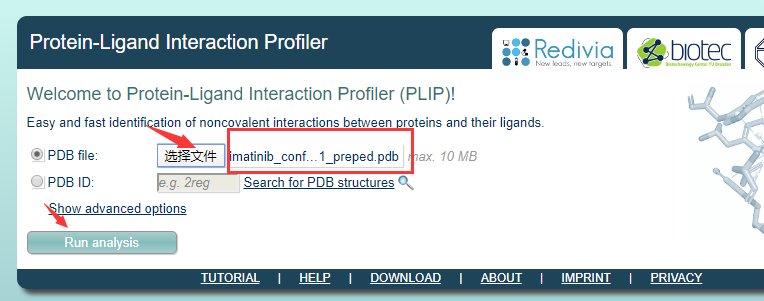 Protein-Ligand Interaction Profiler
Redivia
New leads, new targets
biotec
Biotechnology Center TU Dresden
Welcome to Protein-Ligand Interaction Profiler (PLIP)!
Easy and fast identification of noncovalent interactions between proteins and their ligands.
PDB file: 选择文件 imatinib_conf...1_preped.pdb max. 10 MB
PDB ID: e.g. 2reg Search for PDB structures
Show advanced options
Run analysis
TUTORIAL | HELP | DOWNLOAD | ABOUT | IMPRINT | PRIVACY